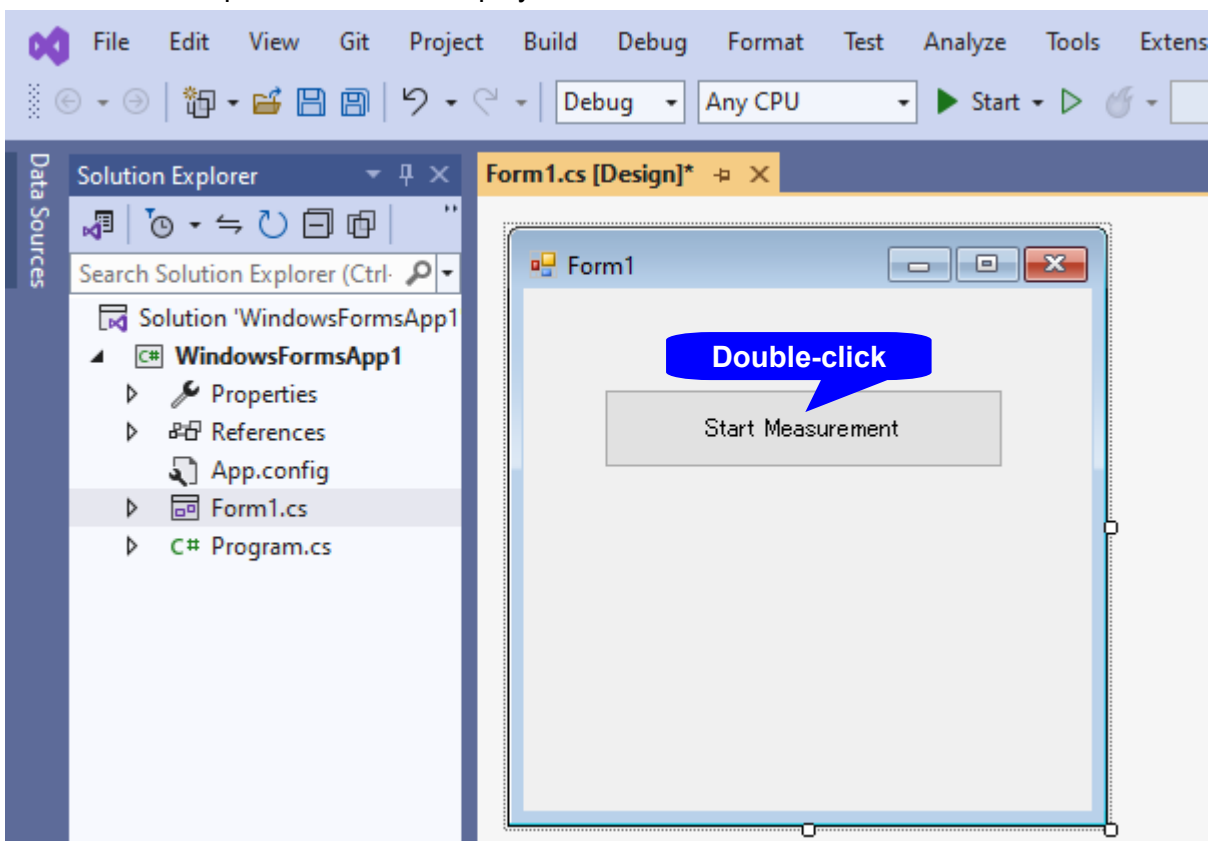 File Edit View Git Project Build Debug Format Test Analyze Tools Extens
Debug Any CPU Start
Data Sources
Solution Explorer
Form1.cs [Design]*
Search Solution Explorer (Ctrl-
Form1
Solution 'WindowsFormsApp1
C# WindowsFormsApp1
Properties
References
App.config
Form1.cs
C# Program.cs
Double-click
Start Measurement